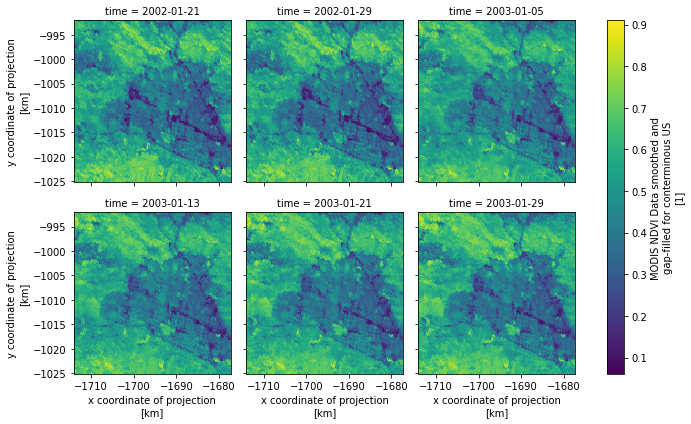 time = 2002-01-21
time = 2002-01-29
time = 2003-01-05
−995
−1000
−1005
−1010
−1015
−1020
−1025
y coordinate of projection
[km]
time = 2003-01-13
time = 2003-01-21
time = 2003-01-29
−995
−1000
−1005
−1010
−1015
−1020
−1025
y coordinate of projection
[km]
−1710 −1700 −1690 −1680
x coordinate of projection
[km]
−1710 −1700 −1690 −1680
x coordinate of projection
[km]
−1710 −1700 −1690 −1680
x coordinate of projection
[km]
0.9
0.8
0.7
0.6
0.5
0.4
0.3
0.2
0.1
MODIS NDVI Data smoothed and
gap-filled for conterminous US
[1]